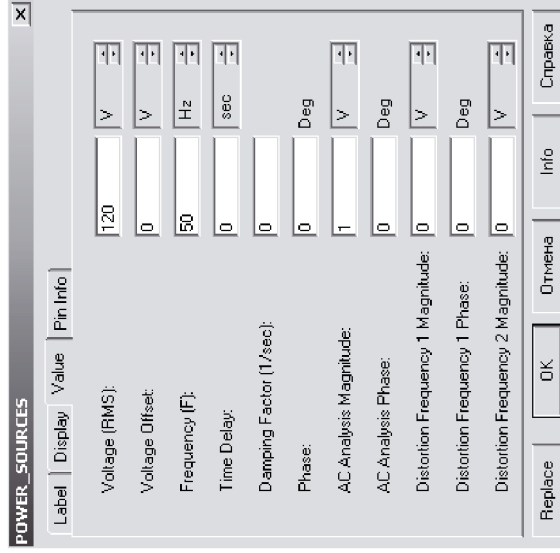 POWER_SOURCES
Label Display Value Pin Info
Voltage (RMS): 120 V
Voltage Offset: 0 V
Frequency (F): 50 Hz
Time Delay: 0 sec
Damping Factor (1/sec): 0
Phase: 0 Deg
AC Analysis Magnitude: 1 V
AC Analysis Phase: 0 Deg
Distortion Frequency 1 Magnitude: 0 V
Distortion Frequency 1 Phase: 0 Deg
Distortion Frequency 2 Magnitude: 0 V
Replace OK Отмена Info Справка